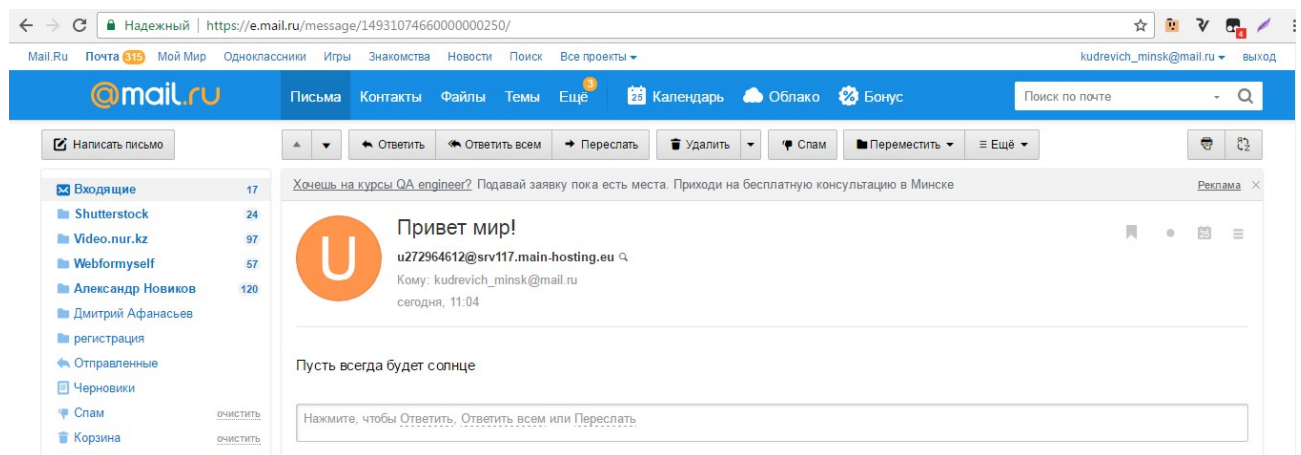 Надежный | https://e.mail.ru/message/14931074660000000250/
4
Mail.Ru Почта 315 Мой Мир Одноклассники Игры Знакомства Новости Поиск Все проекты kudrevich_minsk@mail.ru выход
@mail.ru Письма Контакты Файлы Темы Ещё 3 25 Календарь Облако Бонус Поиск по почте
Написать письмо Ответить Ответить всем Переслать Удалить Спам Переместить Ещё
Входящие 17
Хочешь на курсы QA engineer? Подавай заявку пока есть места. Приходи на бесплатную консультацию в Минске Реклама
Shutterstock 24
Video.nur.kz 97
Webformyself 57
Александр Новиков 120
Дмитрий Афанасьев
регистрация
Отправленные
Черновики
Спам очистить
Корзина очистить
U
Привет мир!
u272964612@srv117.main-hosting.eu
Кому: kudrevich_minsk@mail.ru
сегодня, 11:04
Пусть всегда будет солнце
Нажмите, чтобы Ответить, Ответить всем или Переслать